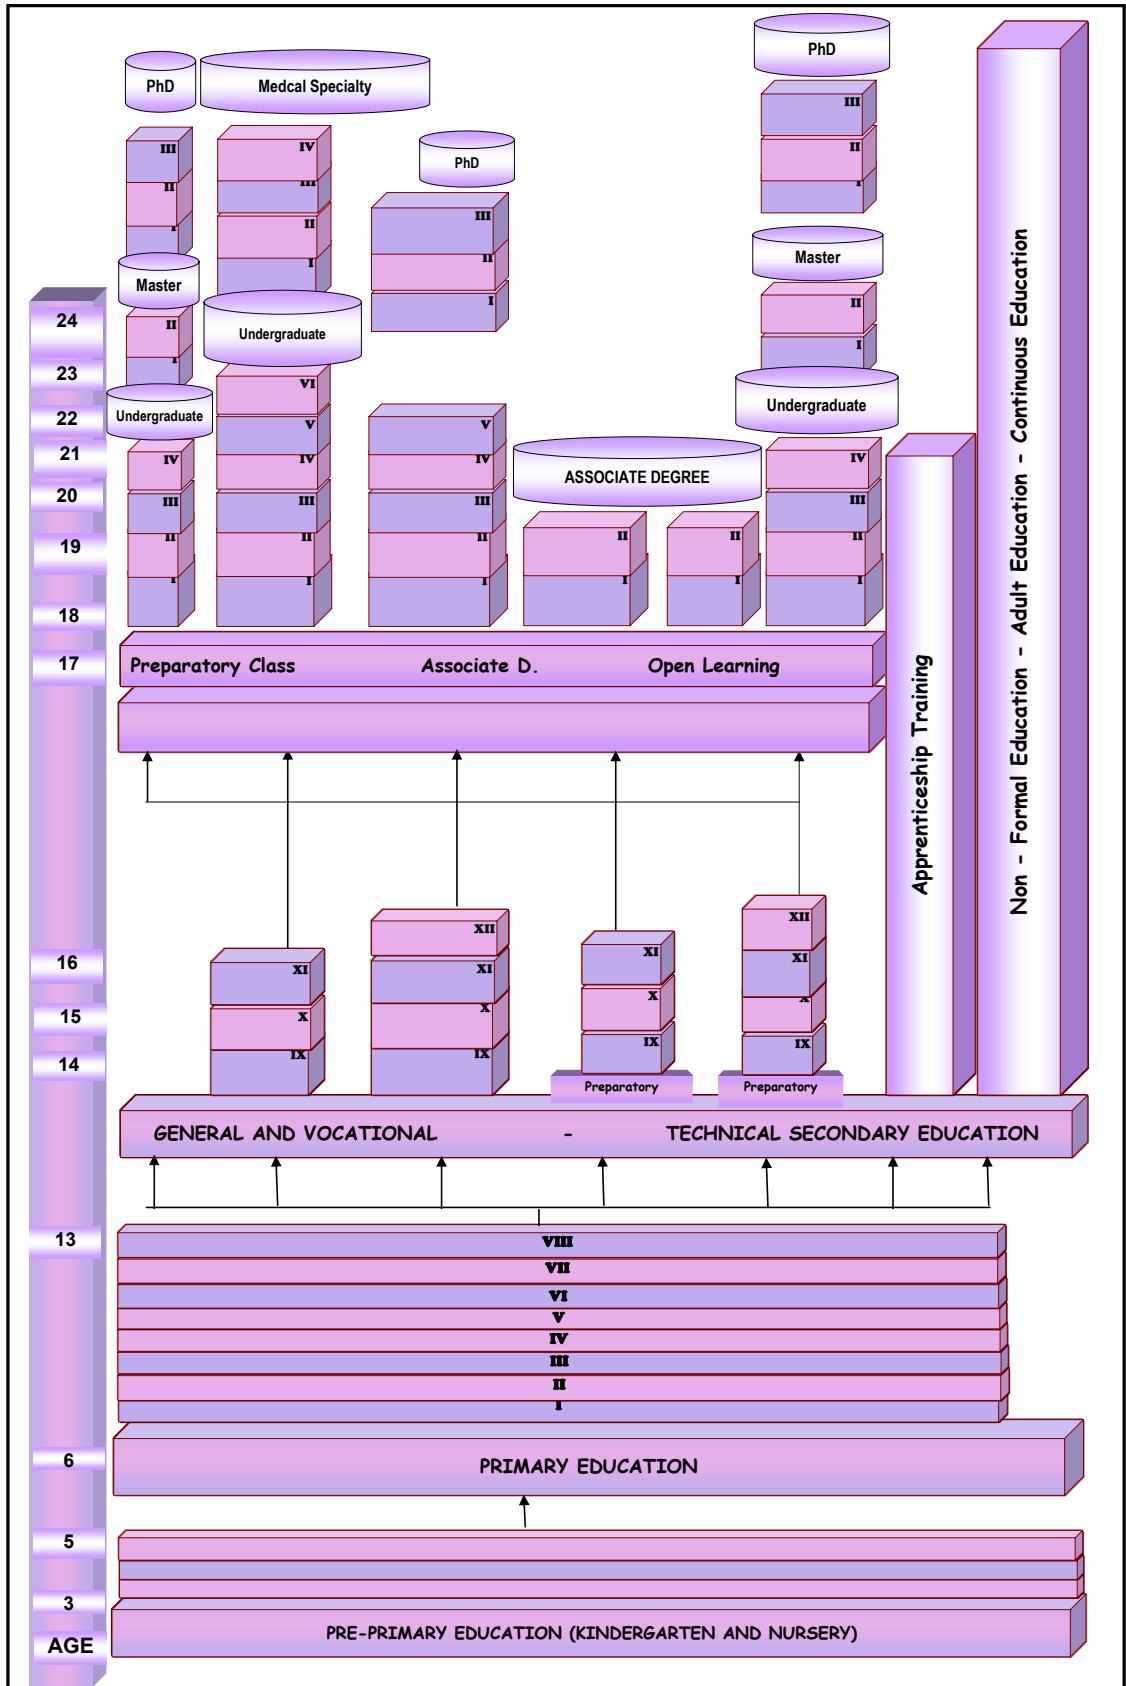 PhD
Medcal Specialty
PhD
III
II
I
IV
III
II
I
PhD
III
II
I
III
II
I
Master
II
I
Master
II
I
Undergraduate
Undergraduate
Undergraduate
IV
III
II
I
VI
V
IV
III
II
I
V
IV
III
II
I
ASSOCIATE DEGREE
II
I
II
I
IV
III
II
I
24
23
22
21
20
19
18
17
Preparatory Class Associate D. Open Learning
Apprenticeship Training
Non - Formal Education - Adult Education - Continuous Education
XI
X
IX
XII
XI
X
IX
XI
X
IX
Preparatory
XII
XI
X
IX
Preparatory
16
15
14
GENERAL AND VOCATIONAL - TECHNICAL SECONDARY EDUCATION
13
VIII
VII
VI
V
IV
III
II
I
6
PRIMARY EDUCATION
5
3
AGE
PRE-PRIMARY EDUCATION (KINDERGARTEN AND NURSERY)